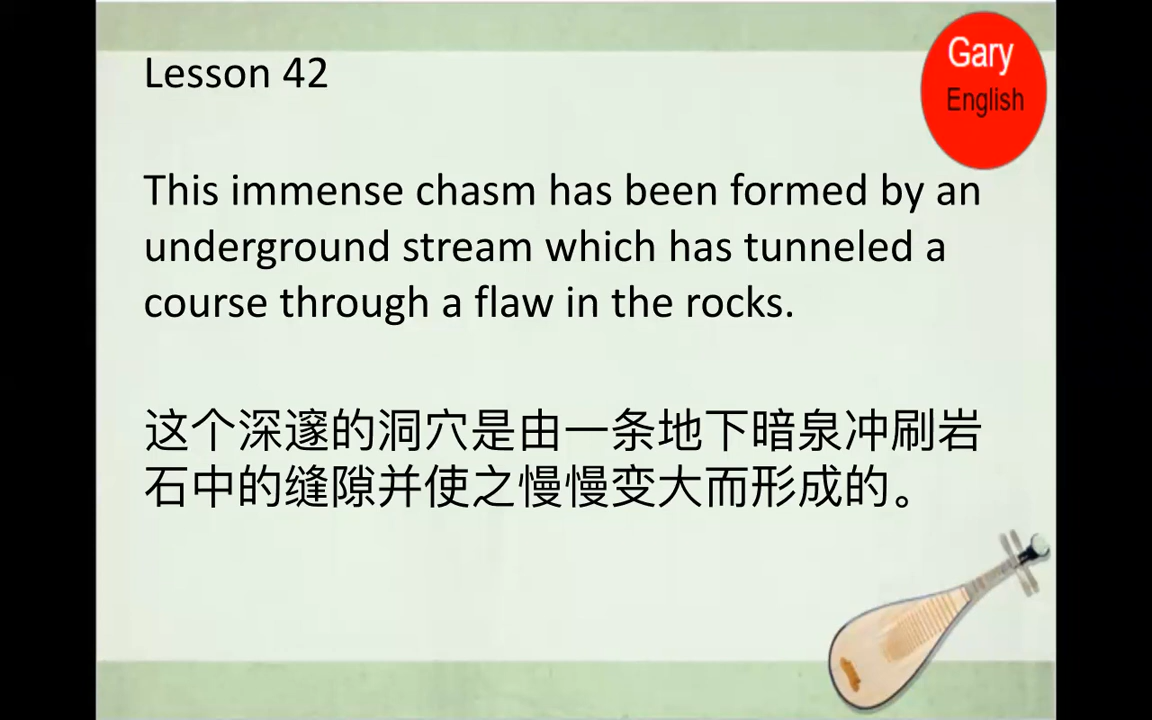 Lesson 42
Gary
English
This immense chasm has been formed by an
underground stream which has tunneled a
course through a flaw in the rocks.
这个深邃的洞穴是由一条地下暗泉冲刷岩
石中的缝隙并使之慢慢变大而形成的。